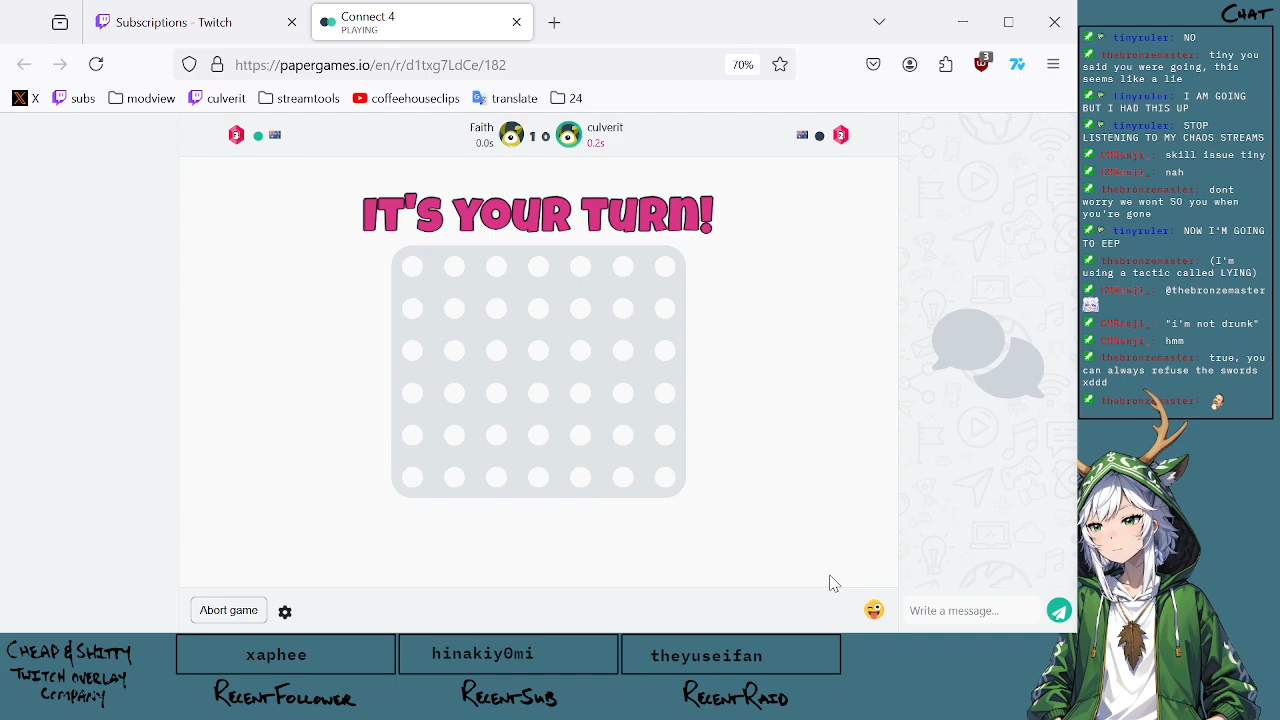 Subscriptions - Twitch
Connect 4
PLAYING
https://papergames.io/en/r/
70%
3
X
subs
modview
culverit
streamtools
coffeehousecline
translate
24
3
Faith
0.0s
1 0
culverit
0.2s
2
IT'S YOUR TURN!
Abort game
Write a message...
CHAT
tinyruler: NO
thebronzemaster: tiny you
said you were going, this
seems like a lie
tinyruler: I AM GOING
BUT I HAD THIS UP
tinyruler: STOP
LISTENING TO MY CHAOS STREAMS
skill issue tiny
nah
thebronzemaster: dont
worry we wont SO you when
you're gone
tinyruler: NOW I'M GOING
TO EEP
thebronzemaster: (I'm
using a tactic called LYING)
@thebronzemaster
"i'm not drunk"
hmm
thebronzemaster: true, you
can always refuse the swords
xddd
thebronzemaster:
CHEAP & SHITTY
TWITCH OVERLAY
COMPANY
xaphee
hinakiy0mi
theyuseifan
RECENT FOLLOWER
RECENT SUB
RECENT RAID